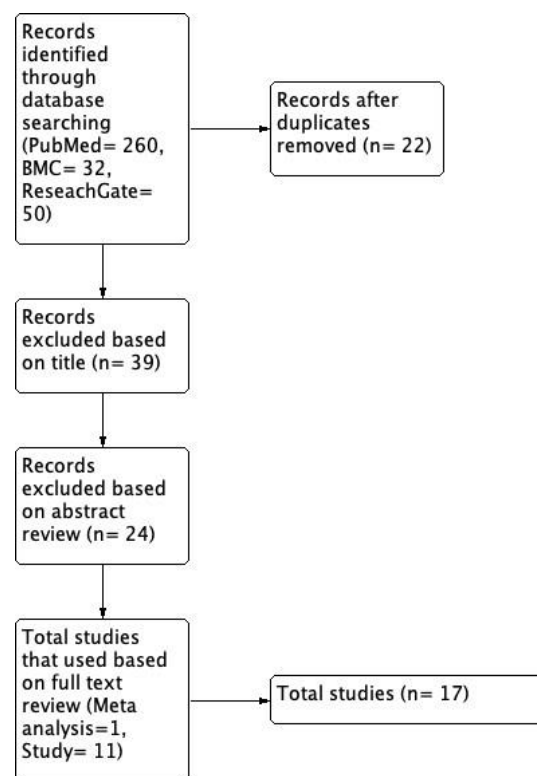 Records
identified
through
database
searching
(PubMed= 260,
BMC= 32,
ReseachGate=
50)
Records after
duplicates
removed (n= 22)
Records
excluded based
on title (n= 39)
Records
excluded based
on abstract
review (n= 24)
Total studies
that used based
on full text
review (Meta
analysis=1,
Study= 11)
Total studies (n= 17)